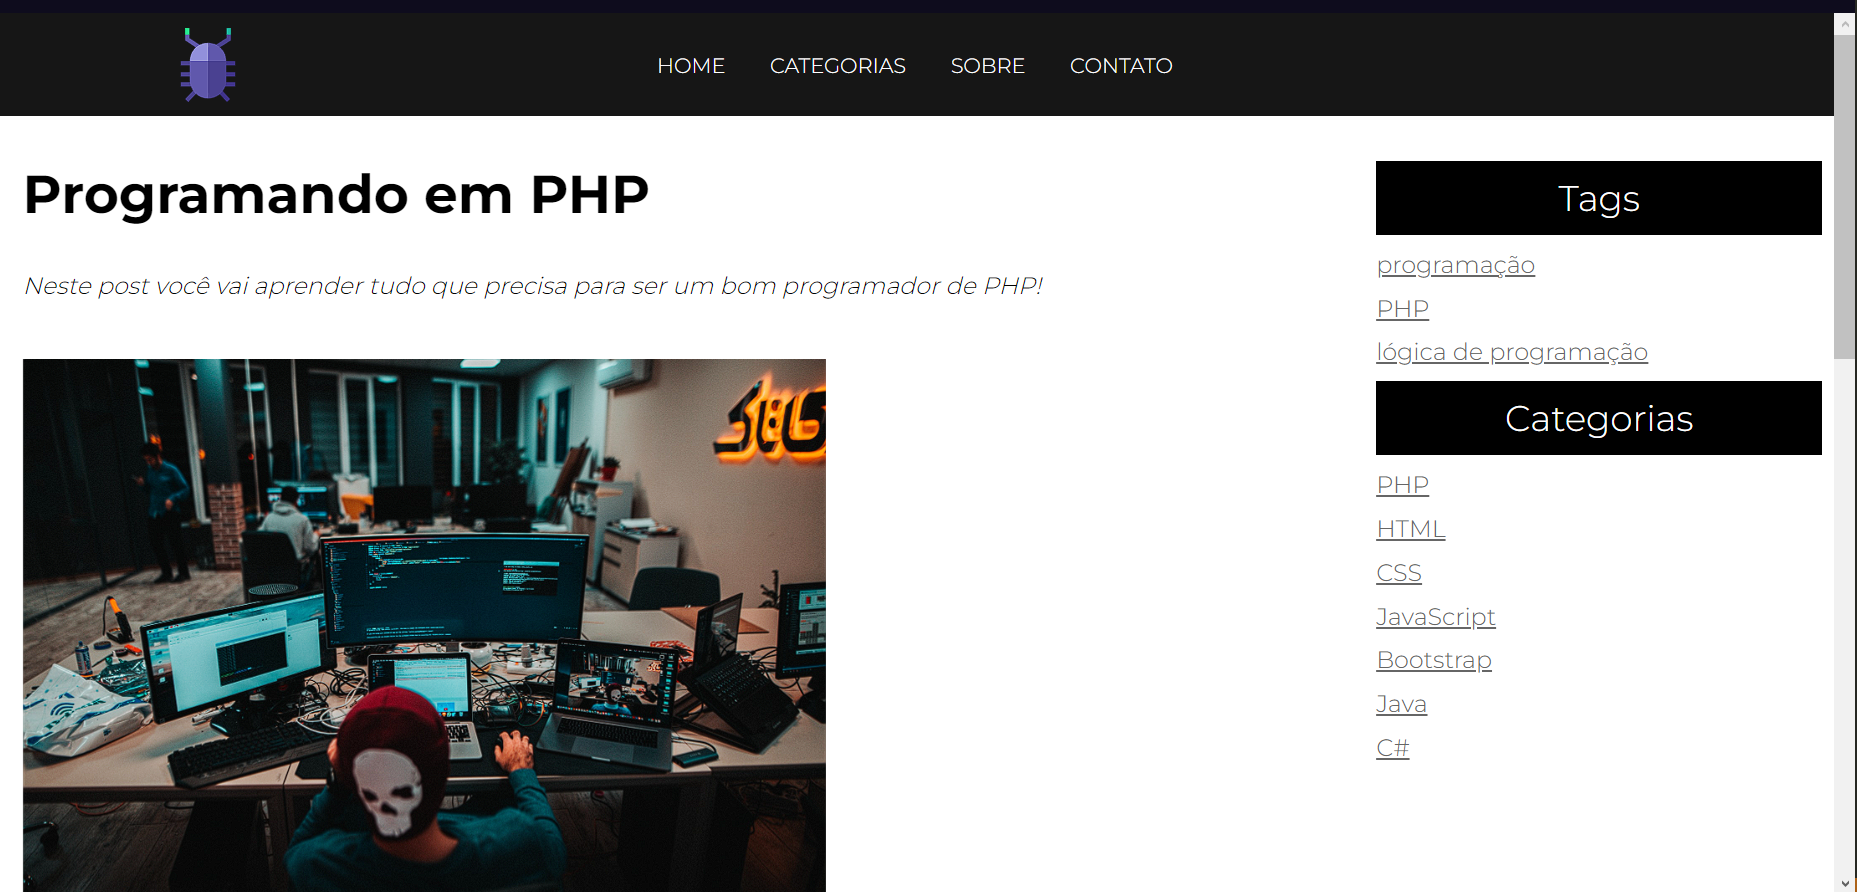 HOME CATEGORIAS SOBRE CONTATO
Programando em PHP
Neste post você vai aprender tudo que precisa para ser um bom programador de PHP!
Tags
programação
PHP
lógica de programação
Categorias
PHP
HTML
CSS
JavaScript
Bootstrap
Java
C#